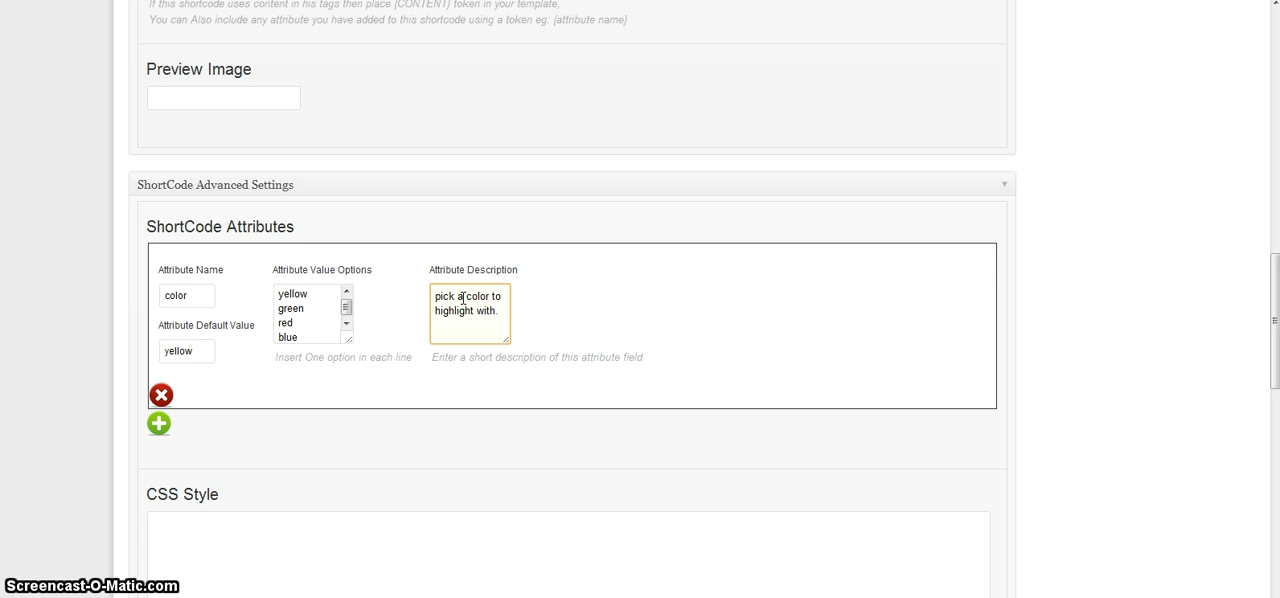 If this shortcode uses content in his tags then place {CONTENT} token in your template,
You can Also include any attribute you have added to this shortcode using a token eg: {attribute name}
Preview Image
ShortCode Advanced Settings
ShortCode Attributes
Attribute Name
color
Attribute Default Value
yellow
Attribute Value Options
yellow
green
red
blue
Insert One option in each line
Attribute Description
pick a color to
highlight with.
Enter a short description of this attribute field
CSS Style
Screencast-O-Matic.com